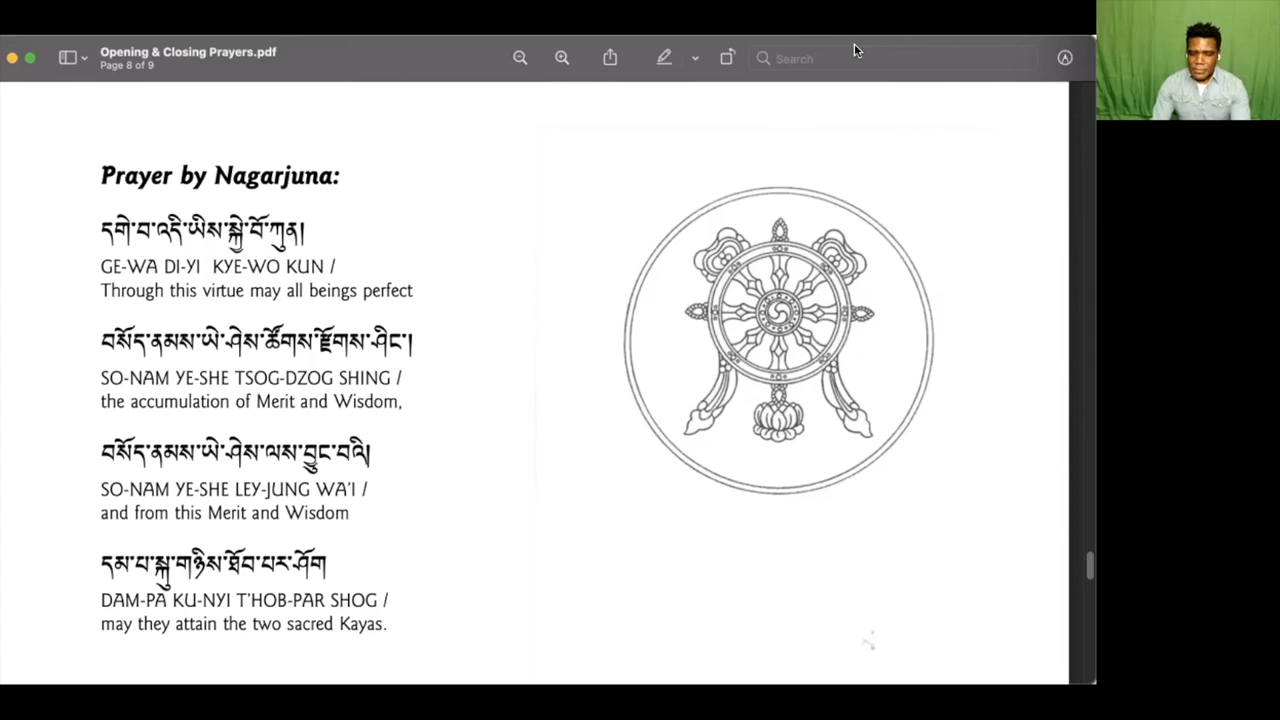 Opening & Closing Prayers.pdf
Page 8 of 9
Search
Prayer by Nagarjuna:
དགེ་བ་འདི་ཡིས་སྐྱེ་བོ་ཀུན།
GE-WA DI-YI KYE-WO KUN /
Through this virtue may all beings perfect
བསོད་ནམས་ཡེ་ཤེས་ཚོགས་རྫོགས་ཤིང་།
SO-NAM YE-SHE TSOG-DZOG SHING /
the accumulation of Merit and Wisdom,
བསོད་ནམས་ཡེ་ཤེས་ལས་བྱུང་བའི།
SO-NAM YE-SHE LEY-JUNG WA'I /
and from this Merit and Wisdom
དམ་པ་སྐུ་གཉིས་ཐོབ་པར་ཤོག
DAM-PA KU-NYI T'HOB-PAR SHOG /
may they attain the two sacred Kayas.